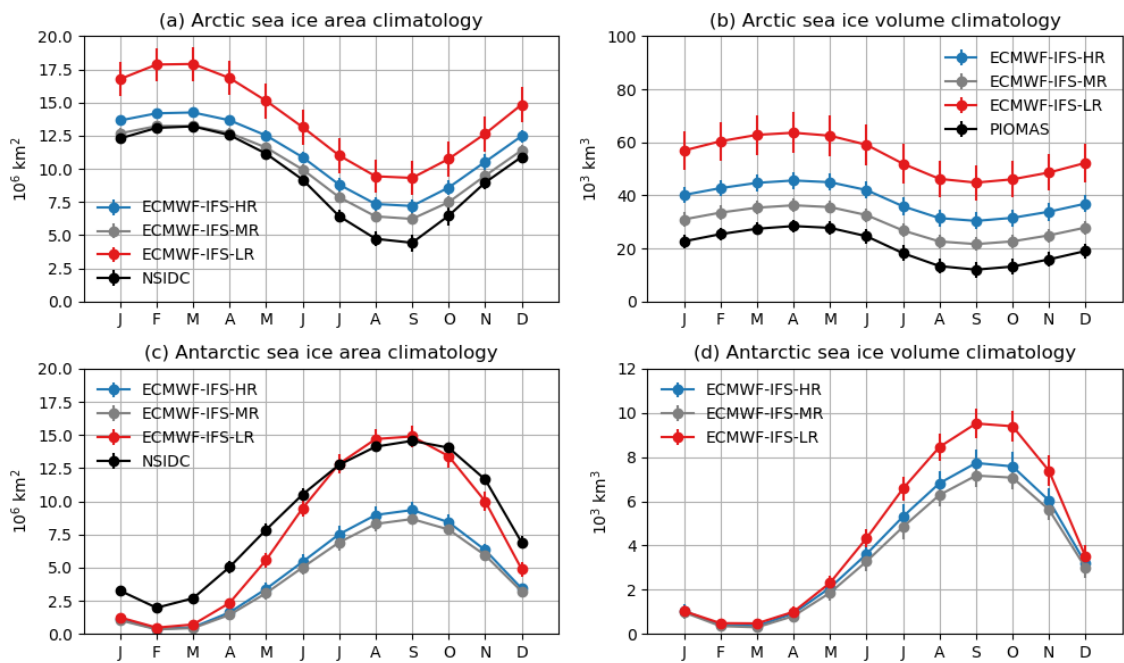 (a) Arctic sea ice area climatology
20.0
17.5
15.0
12.5
10.0
7.5
5.0
2.5
0.0
10⁶ km²
ECMWF-IFS-HR
ECMWF-IFS-MR
ECMWF-IFS-LR
NSIDC
J F M A M J J A S O N D
(b) Arctic sea ice volume climatology
100
80
60
40
20
0
10³ km³
ECMWF-IFS-HR
ECMWF-IFS-MR
ECMWF-IFS-LR
PIOMAS
J F M A M J J A S O N D
(c) Antarctic sea ice area climatology
20.0
17.5
15.0
12.5
10.0
7.5
5.0
2.5
0.0
10⁶ km²
ECMWF-IFS-HR
ECMWF-IFS-MR
ECMWF-IFS-LR
NSIDC
J F M A M J J A S O N D
(d) Antarctic sea ice volume climatology
12
10
8
6
4
2
0
10³ km³
ECMWF-IFS-HR
ECMWF-IFS-MR
ECMWF-IFS-LR
J F M A M J J A S O N D